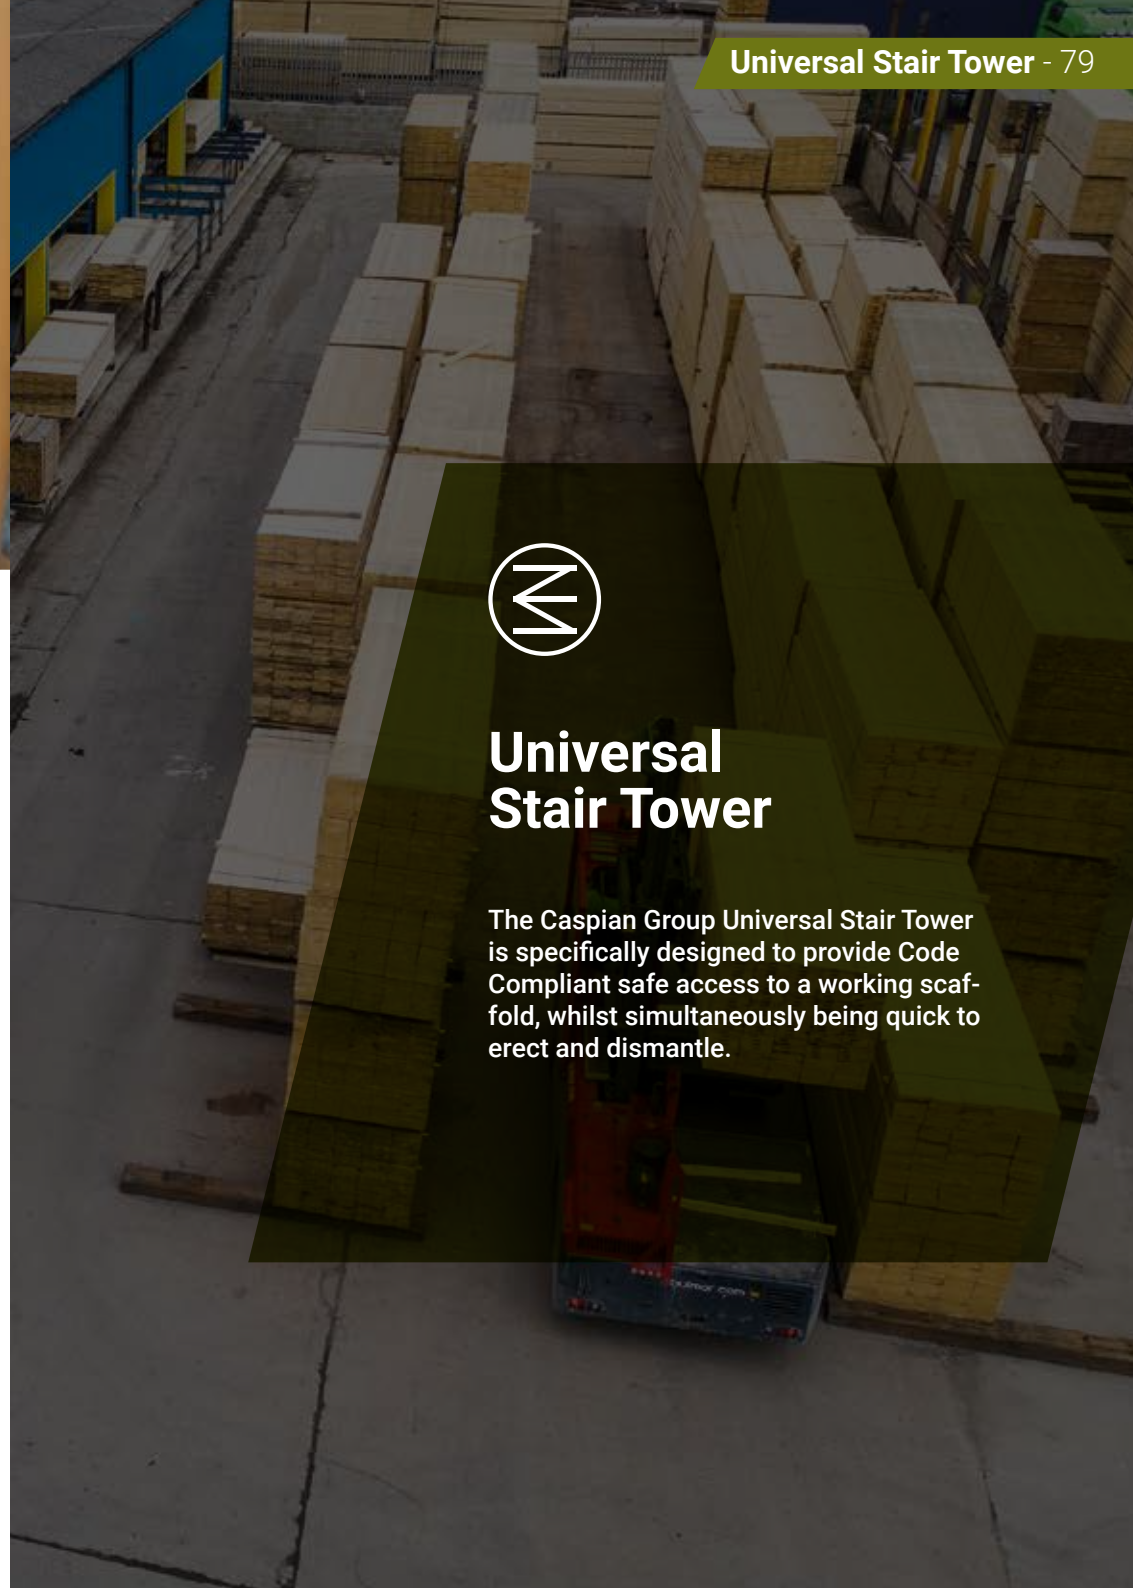 Universal Stair Tower - 79
Universal
Stair Tower
The Caspian Group Universal Stair Tower
is specifically designed to provide Code
Compliant safe access to a working scaf-
fold, whilst simultaneously being quick to
erect and dismantle.